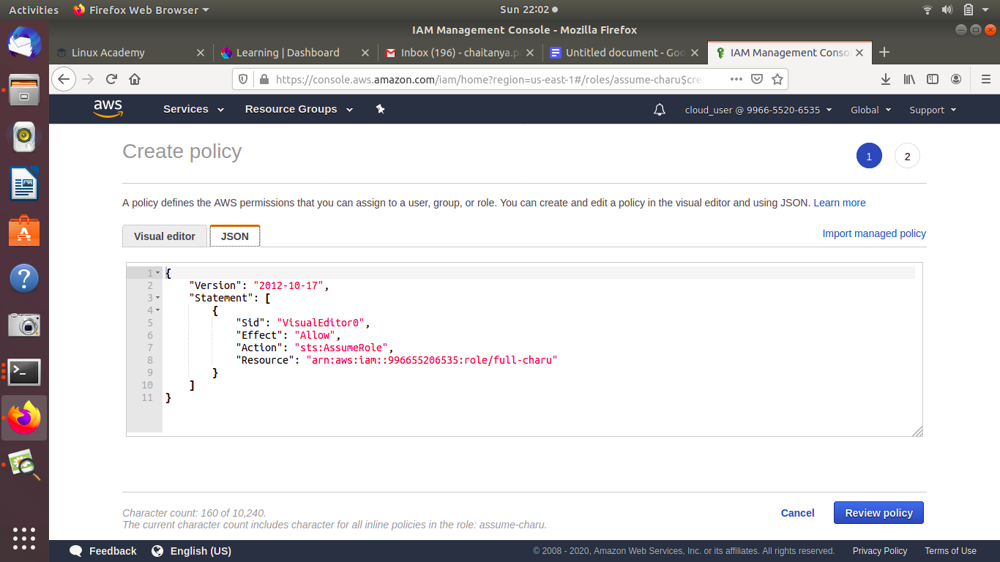 Activities Firefox Web Browser Sun 22:02
IAM Management Console - Mozilla Firefox
Linux Academy Learning | Dashboard Inbox (196) - chaitanya.p Untitled document - Goo IAM Management Conso
https://console.aws.amazon.com/iam/home?region=us-east-1#/roles/assume-charu$cre
aws Services Resource Groups cloud_user @ 9966-5520-6535 Global Support
Create policy 1 2
A policy defines the AWS permissions that you can assign to a user, group, or role. You can create and edit a policy in the visual editor and using JSON. Learn more
Visual editor JSON Import managed policy
1 {
2 "Version": "2012-10-17",
3 "Statement": [
4 {
5 "Sid": "VisualEditor0",
6 "Effect": "Allow",
7 "Action": "sts:AssumeRole",
8 "Resource": "arn:aws:iam::996655206535:role/full-charu"
9 }
10 ]
11 }
Character count: 160 of 10,240.
The current character count includes character for all inline policies in the role: assume-charu.
Cancel Review policy
Feedback English (US) © 2008 - 2020, Amazon Web Services, Inc. or its affiliates. All rights reserved. Privacy Policy Terms of Use